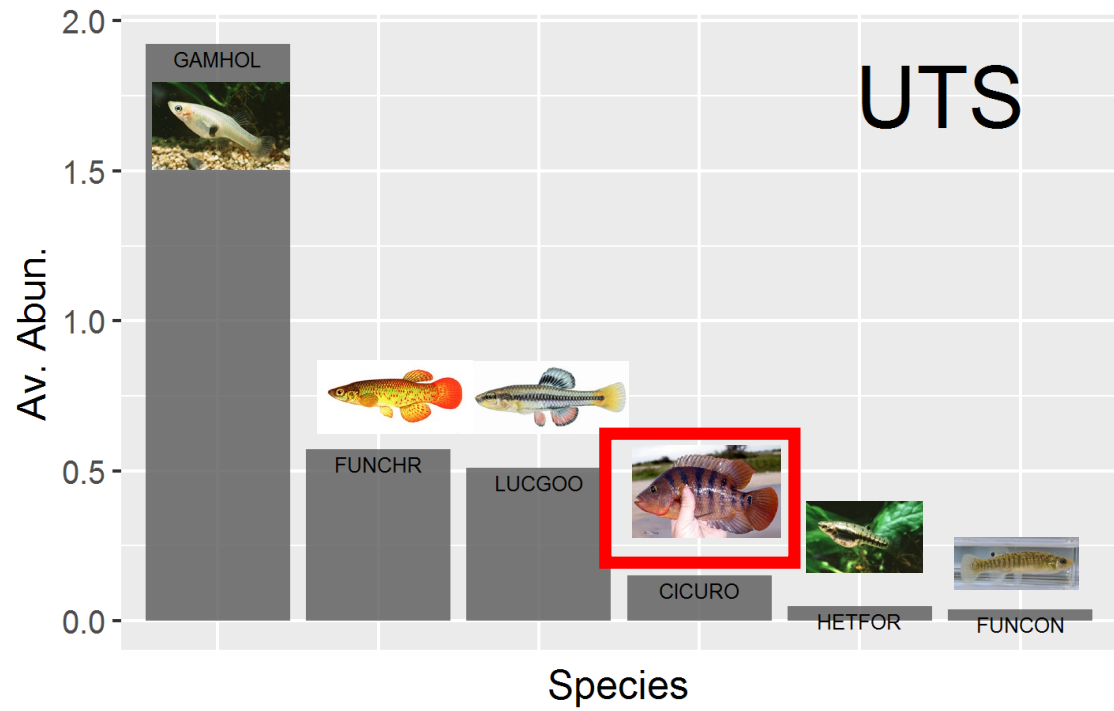 2.0
GAMHOL
UTS
1.5
Av. Abun.
1.0
0.5
FUNCHR
LUCGOO
CICURO
0.0
HETFOR
FUNCON
Species